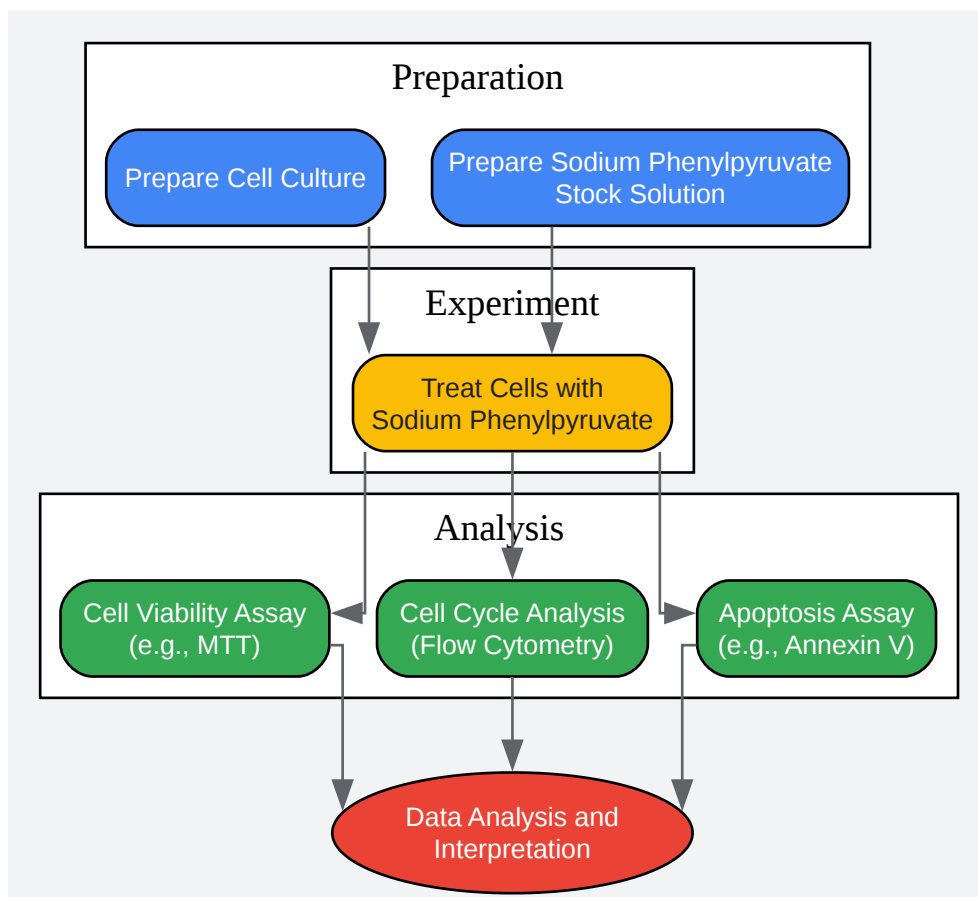 Preparation
Prepare Cell Culture
Prepare Sodium Phenylpyruvate
Stock Solution
Experiment
Treat Cells with
Sodium Phenylpyruvate
Analysis
Cell Viability Assay
(e.g., MTT)
Cell Cycle Analysis
(Flow Cytometry)
Apoptosis Assay
(e.g., Annexin V)
Data Analysis and
Interpretation